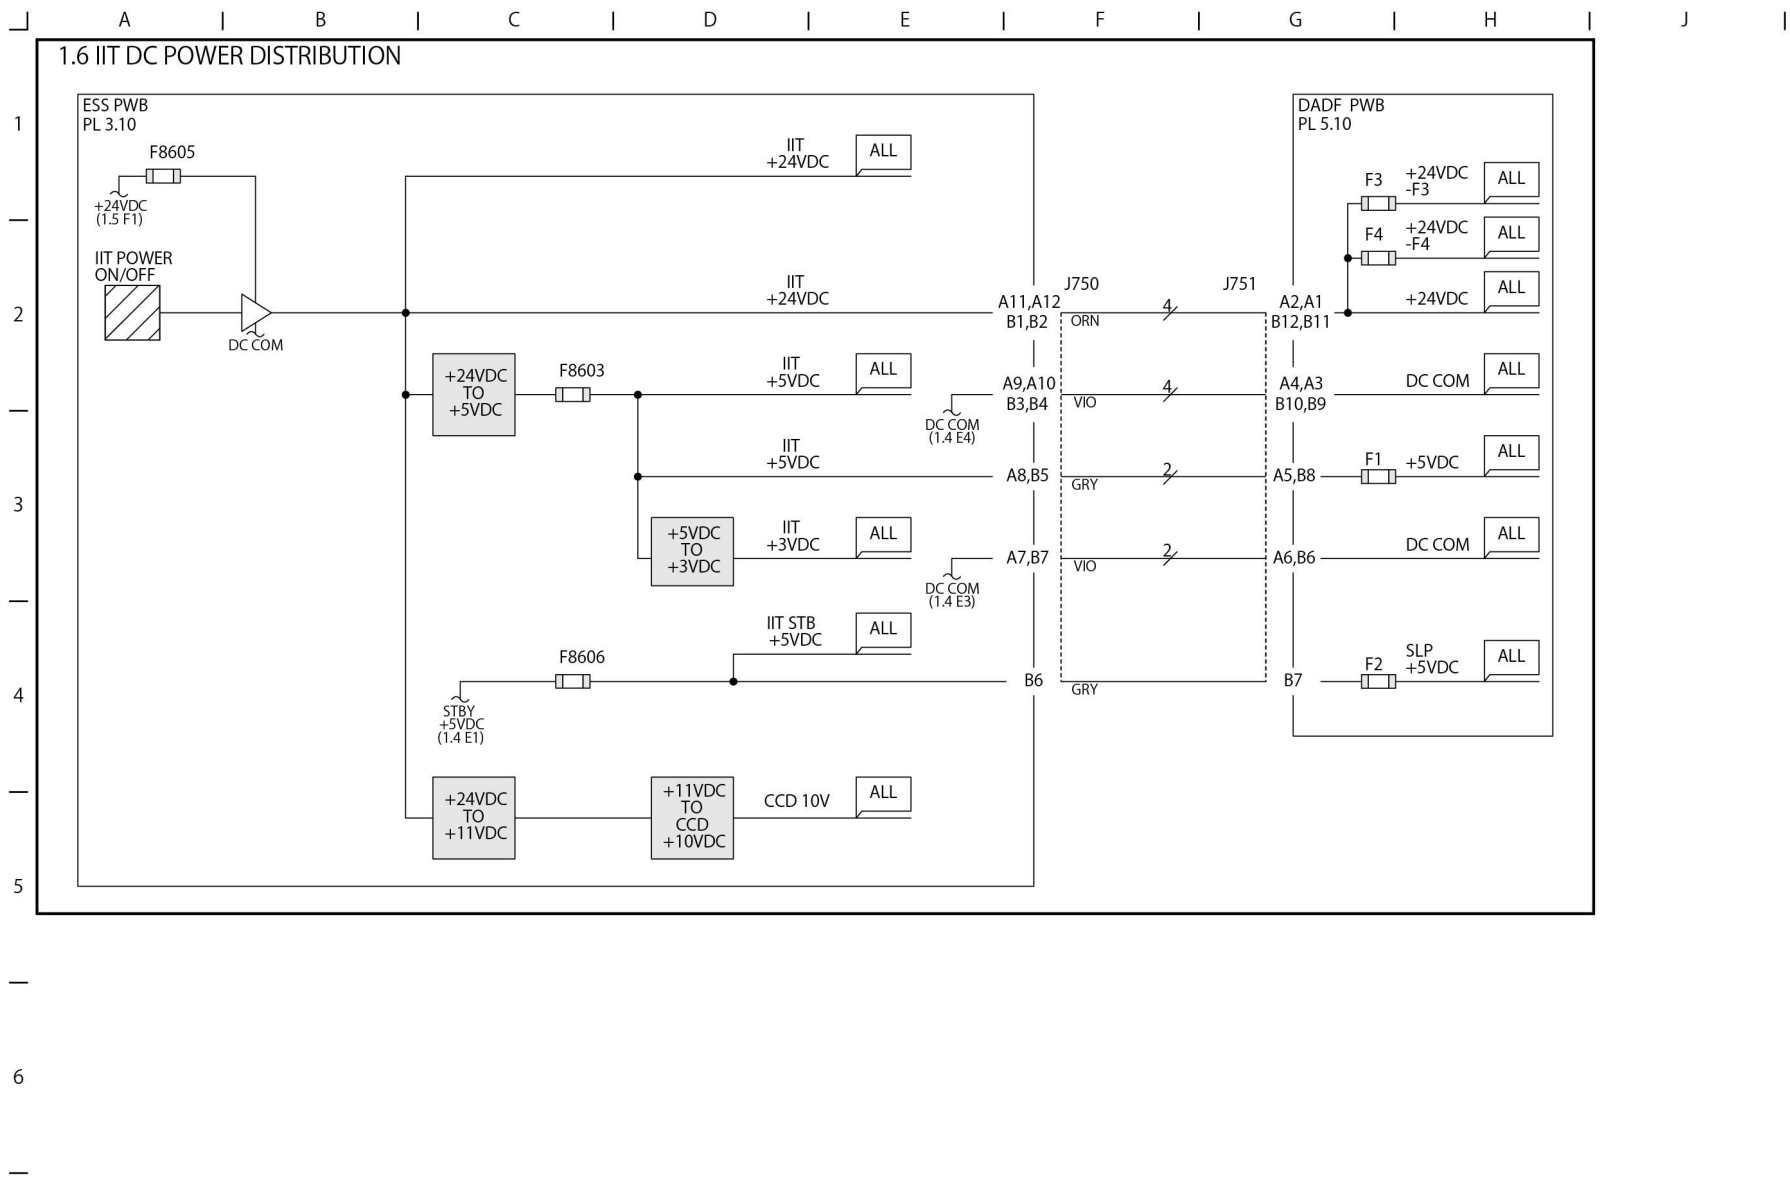 A B C D E F G H J
1.6 IIT DC POWER DISTRIBUTION
1
2
3
4
5
6
ESS PWB
PL 3.10
F8605
+24VDC
(1.5 F1)
IIT POWER
ON/OFF
DC COM
IIT
+24VDC
ALL
IIT
+24VDC
+24VDC
TO
+5VDC
F8603
IIT
+5VDC
ALL
IIT
+5VDC
+5VDC
TO
+3VDC
IIT
+3VDC
ALL
IIT STB
+5VDC
ALL
F8606
STBY
+5VDC
(1.4 E1)
+24VDC
TO
+11VDC
+11VDC
TO
CCD
+10VDC
CCD 10V
ALL
DC COM
(1.4 E4)
DC COM
(1.4 E3)
A11,A12
B1,B2
A9,A10
B3,B4
A8,B5
A7,B7
B6
J750
J751
ORN
4
VIO
4
GRY
2
VIO
2
GRY
A2,A1
B12,B11
A4,A3
B10,B9
A5,B8
A6,B6
B7
DADF PWB
PL 5.10
F3
+24VDC
-F3
ALL
F4
+24VDC
-F4
ALL
+24VDC
ALL
DC COM
ALL
F1
+5VDC
ALL
DC COM
ALL
F2
SLP
+5VDC
ALL